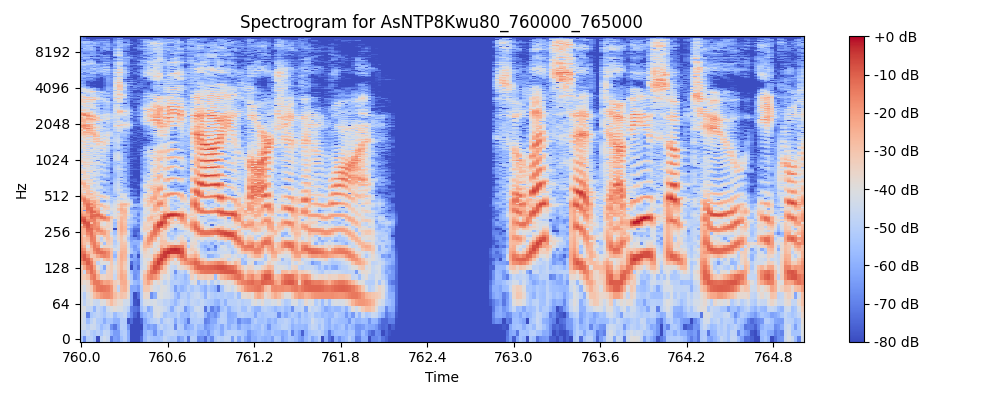 Spectrogram for AsNTP8Kwu80_760000_765000
8192
4096
2048
1024
512
256
128
64
0
Hz
760.0 760.6 761.2 761.8 762.4 763.0 763.6 764.2 764.8
Time
+0 dB
-10 dB
-20 dB
-30 dB
-40 dB
-50 dB
-60 dB
-70 dB
-80 dB